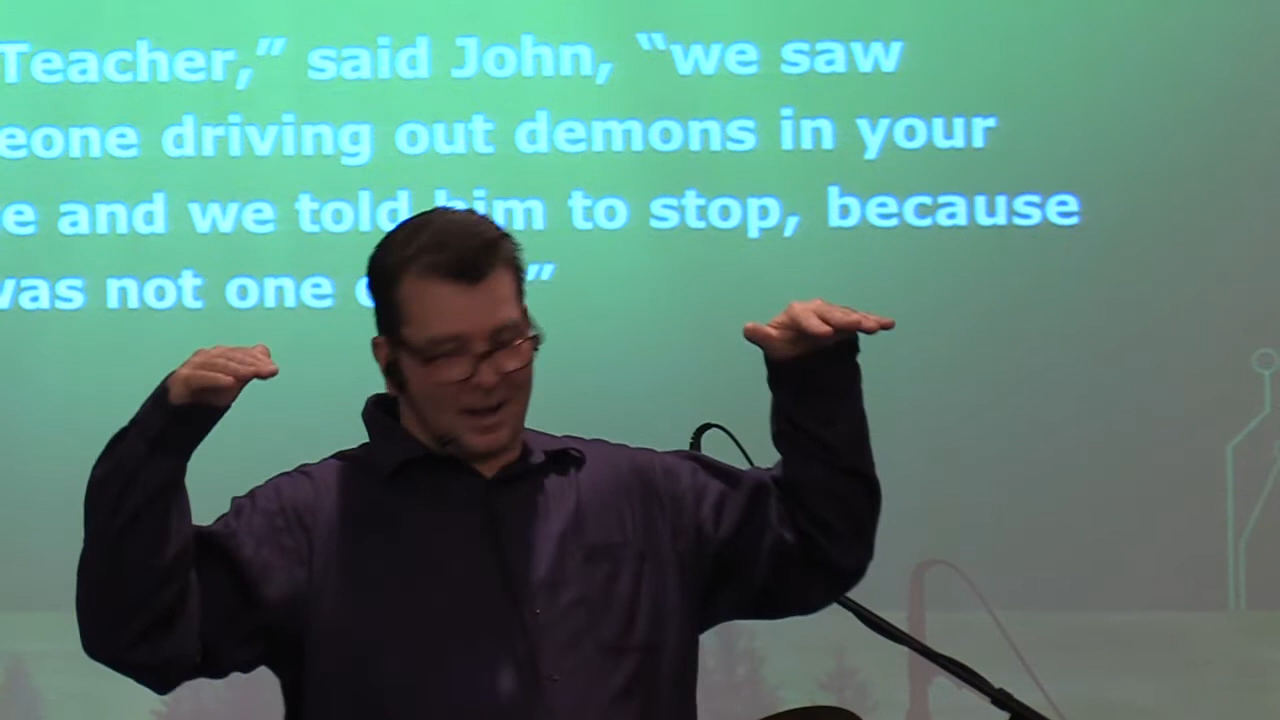 Teacher,” said John, “we saw
eone driving out demons in your
e and we told him to stop, because
was not one